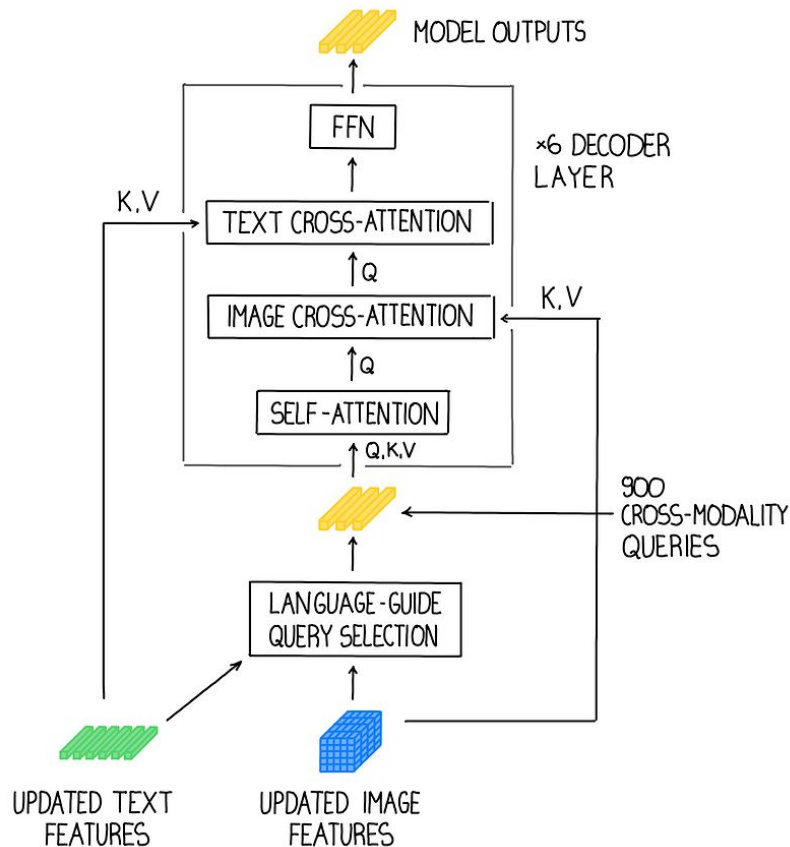 MODEL OUTPUTS
FFN
×6 DECODER
LAYER
K,V
TEXT CROSS-ATTENTION
Q
K,V
IMAGE CROSS-ATTENTION
Q
SELF-ATTENTION
Q,K,V
900
CROSS-MODALITY
QUERIES
LANGUAGE-GUIDE
QUERY SELECTION
UPDATED TEXT
FEATURES
UPDATED IMAGE
FEATURES